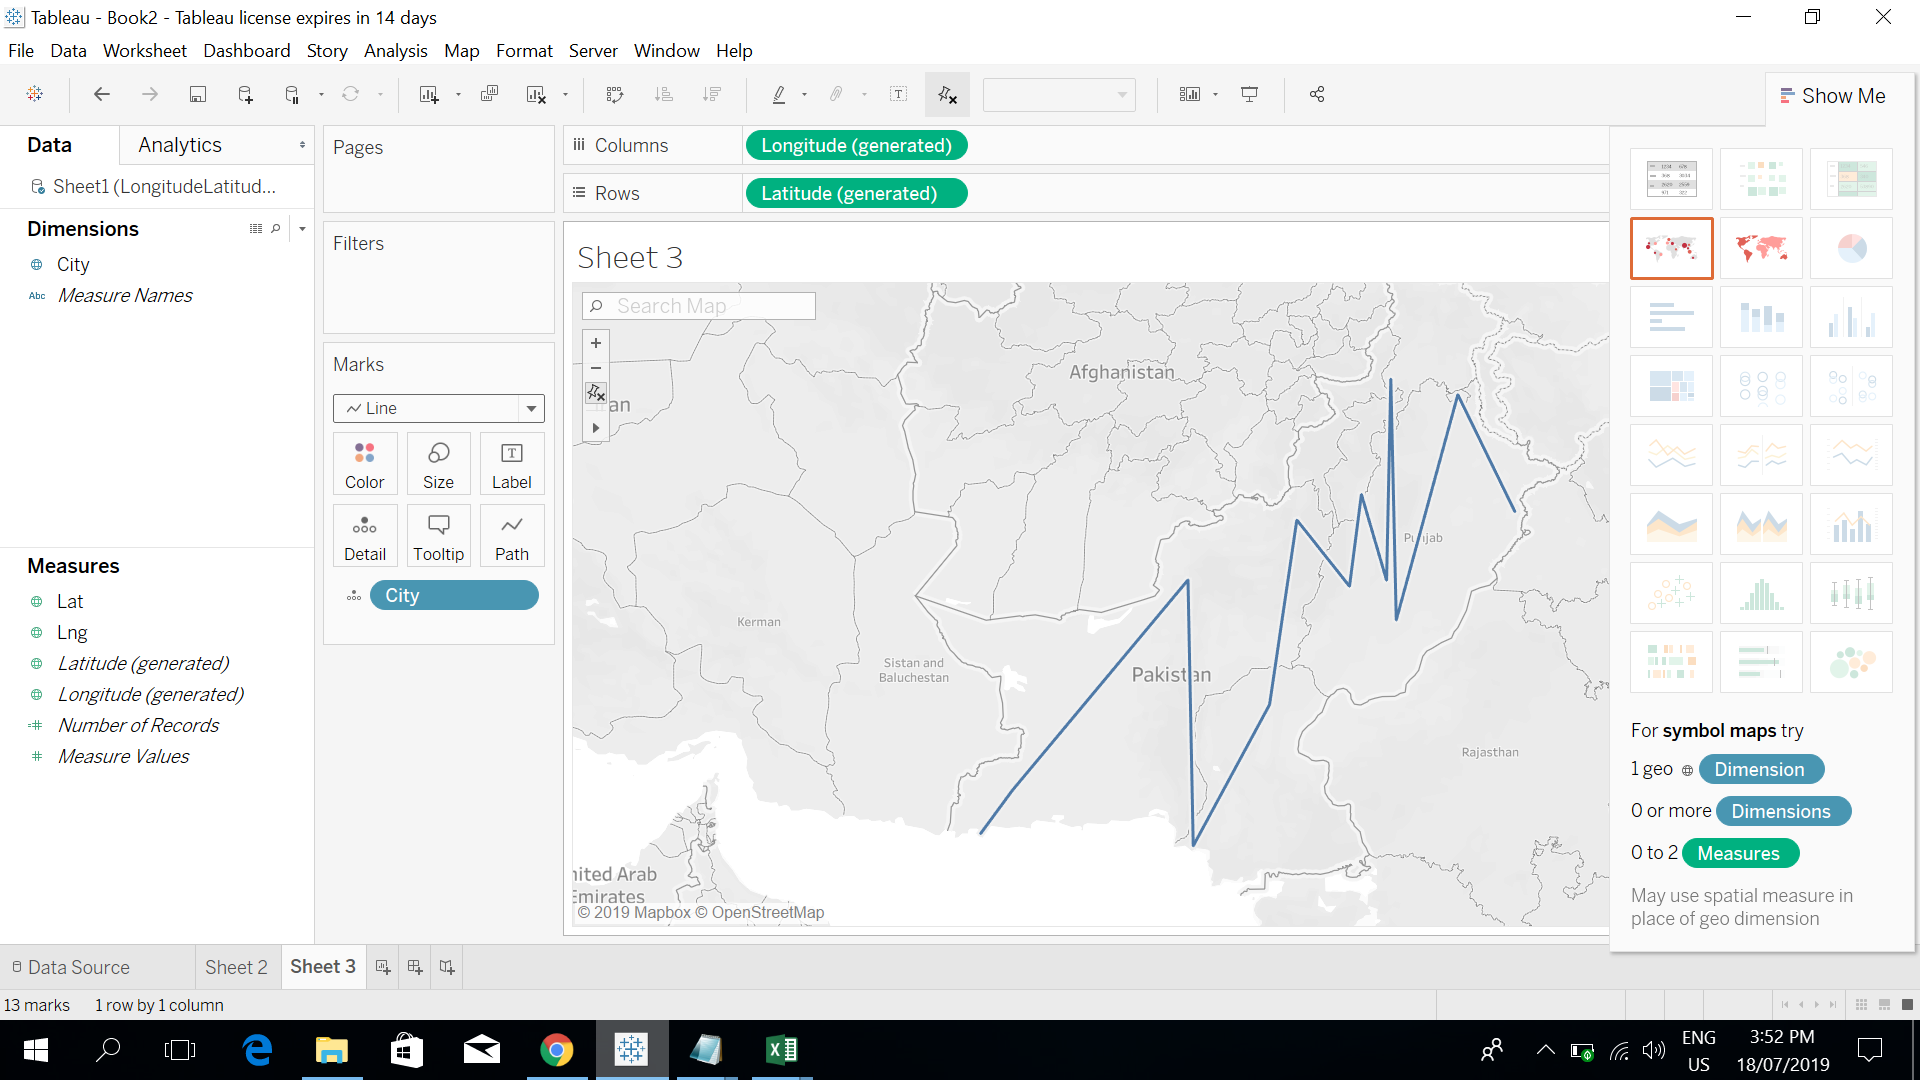 Tableau - Book2 - Tableau license expires in 14 days
File Data Worksheet Dashboard Story Analysis Map Format Server Window Help
Show Me
Data Analytics
Sheet1 (LongitudeLatitud...
Dimensions
City
Abc Measure Names
Measures
Lat
Lng
Latitude (generated)
Longitude (generated)
Number of Records
Measure Values
Pages
Filters
Marks
Line
Color Size Label
Detail Tooltip Path
City
Columns Longitude (generated)
Rows Latitude (generated)
Sheet 3
Search Map
Afghanistan
Punjab
Kerman
Sistan and
Baluchestan
Pakistan
Rajasthan
nited Arab
Emirates
© 2019 Mapbox © OpenStreetMap
For symbol maps try
1 geo Dimension
0 or more Dimensions
0 to 2 Measures
May use spatial measure in
place of geo dimension
Data Source Sheet 2 Sheet 3
13 marks 1 row by 1 column
ENG
US
3:52 PM
18/07/2019